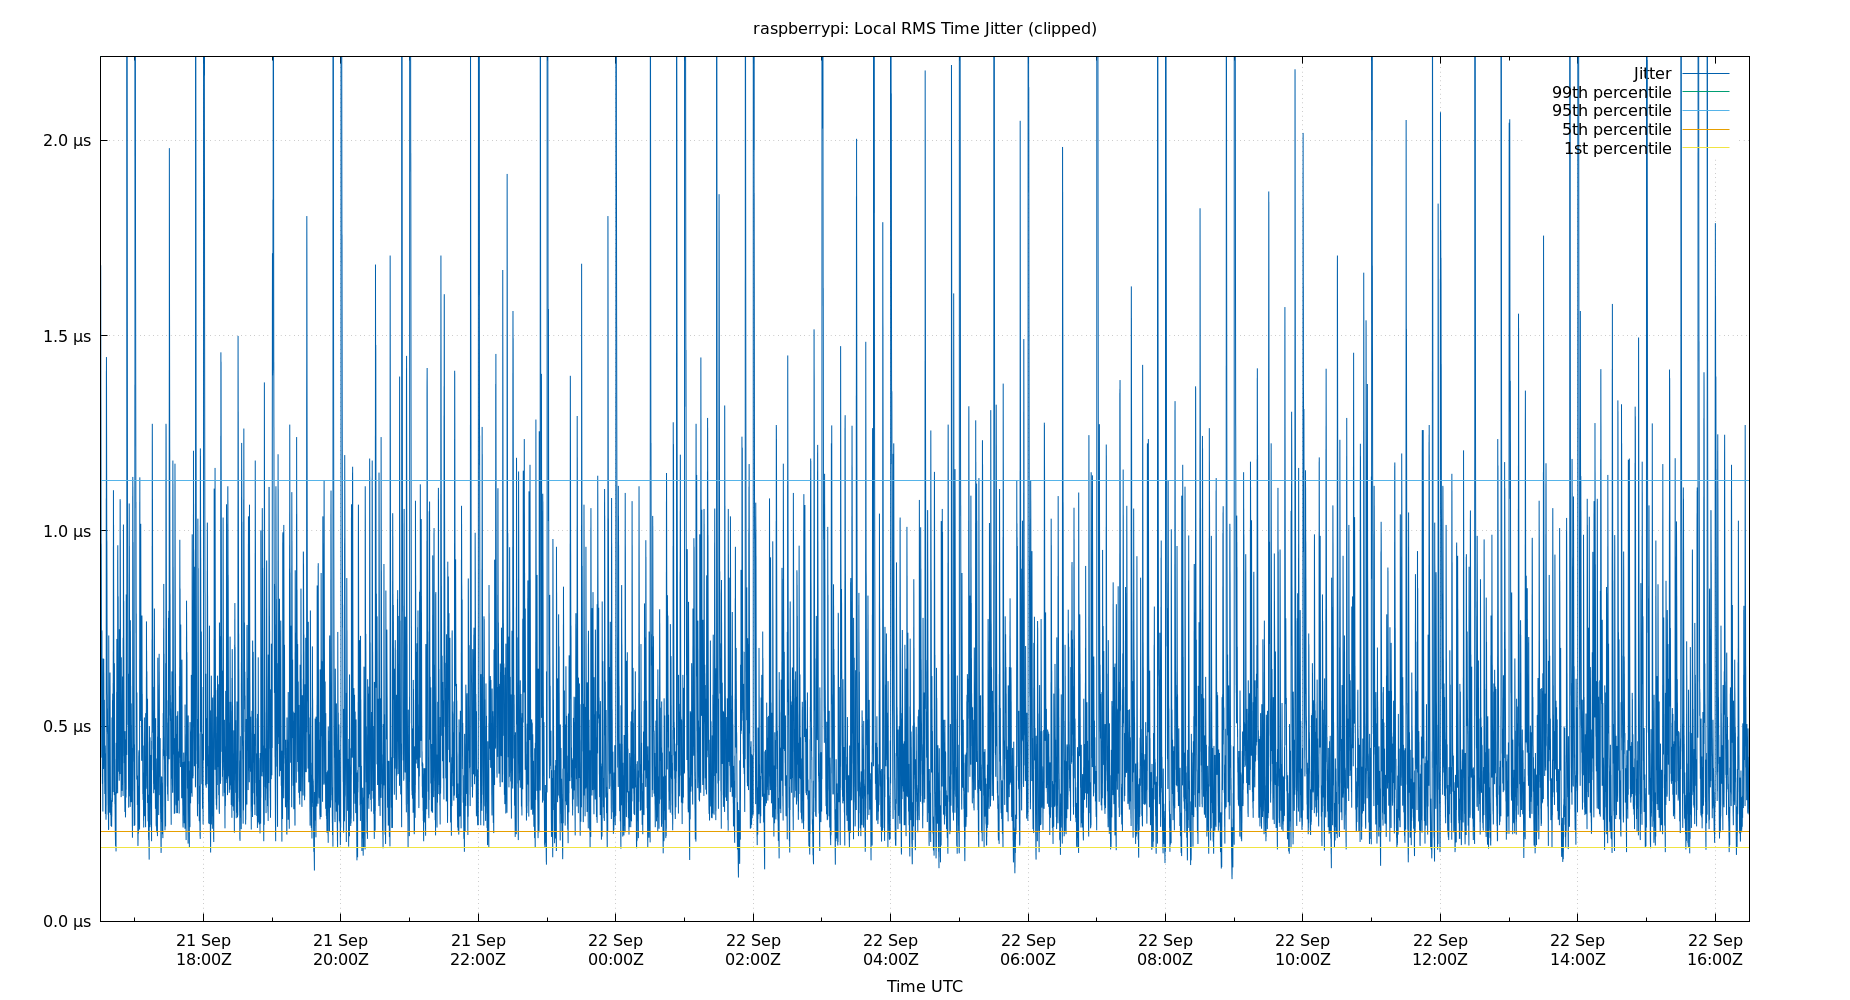 raspberrypi: Local RMS Time Jitter (clipped)
Jitter
99th percentile
95th percentile
5th percentile
1st percentile
2.0 µs
1.5 µs
1.0 µs
0.5 µs
0.0 µs
21 Sep 21 Sep 21 Sep 22 Sep 22 Sep 22 Sep 22 Sep 22 Sep 22 Sep 22 Sep 22 Sep 22 Sep
18:00Z 20:00Z 22:00Z 00:00Z 02:00Z 04:00Z 06:00Z 08:00Z 10:00Z 12:00Z 14:00Z 16:00Z
Time UTC